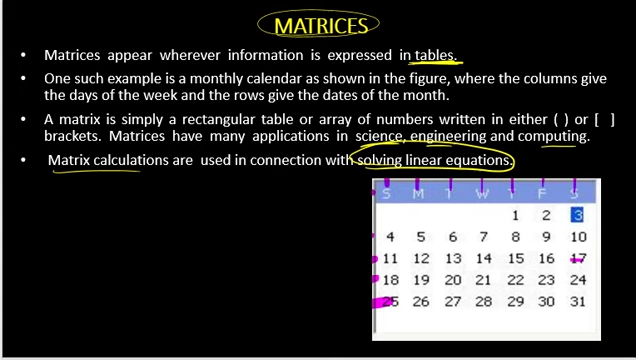 MATRICES
• Matrices appear wherever information is expressed in tables.
• One such example is a monthly calendar as shown in the figure, where the columns give
the days of the week and the rows give the dates of the month.
• A matrix is simply a rectangular table or array of numbers written in either ( ) or [ ]
brackets. Matrices have many applications in science, engineering and computing.
• Matrix calculations are used in connection with solving linear equations.
S M T W T F S
1 2 3
4 5 6 7 8 9 10
11 12 13 14 15 16 17
18 19 20 21 22 23 24
25 26 27 28 29 30 31